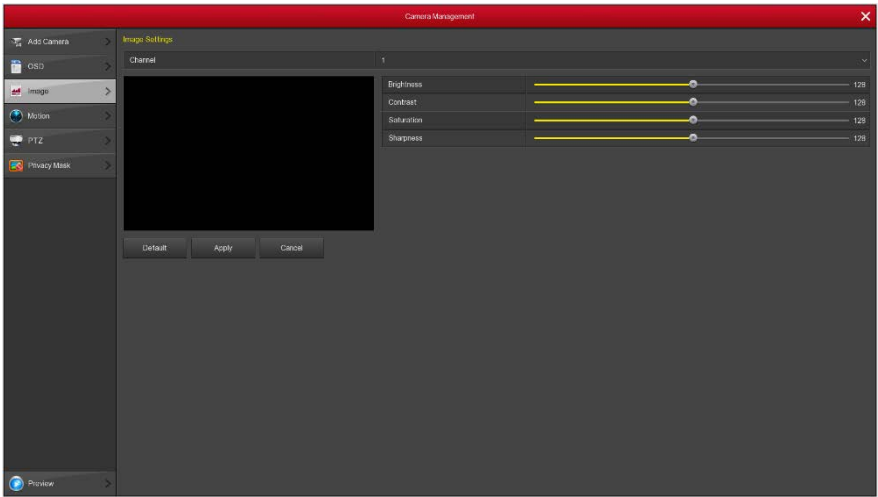 Camera Management
Add Camera
OSD
Image
Motion
PTZ
Privacy Mask
Preview
Image Settings
Channel 1
Brightness 128
Contrast 128
Saturation 128
Sharpness 128
Default Apply Cancel